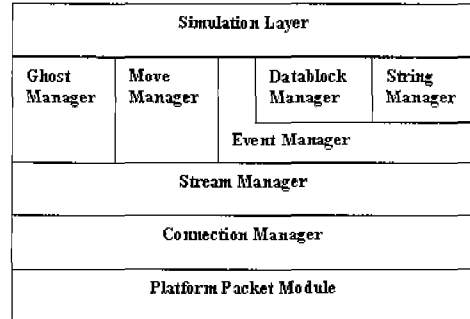 Simulation Layer
Ghost
Manager
Move
Manager
Datablock
Manager
String
Manager
Event Manager
Stream Manager
Connection Manager
Platform Packet Module